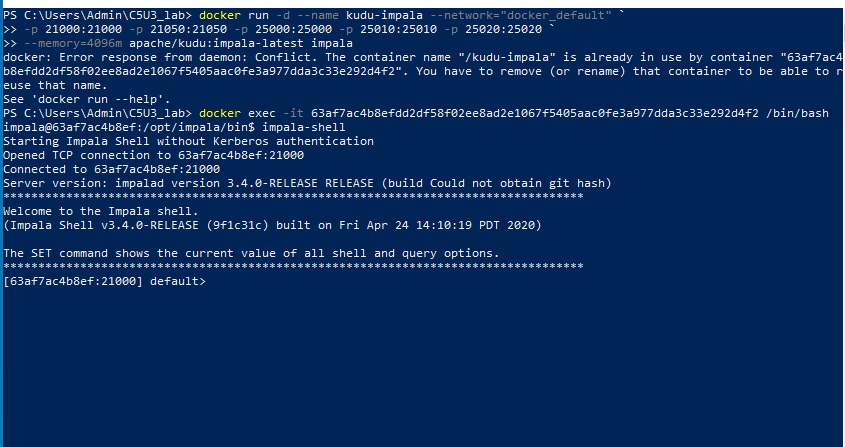 PS C:\Users\Admin\C5U3_lab> docker run -d --name kudu-impala --network="docker_default" `
>> -p 21000:21000 -p 21050:21050 -p 25000:25000 -p 25010:25010 -p 25020:25020 `
>> --memory=4096m apache/kudu:impala-latest impala
docker: Error response from daemon: Conflict. The container name "/kudu-impala" is already in use by container "63af7ac4
b8efdd2df58f02ee8ad2e1067f5405aac0fe3a977dda3c33e292d4f2". You have to remove (or rename) that container to be able to r
euse that name.
See 'docker run --help'.
PS C:\Users\Admin\C5U3_lab> docker exec -it 63af7ac4b8efdd2df58f02ee8ad2e1067f5405aac0fe3a977dda3c33e292d4f2 /bin/bash
impala@63af7ac4b8ef:/opt/impala/bin$ impala-shell
Starting Impala Shell without Kerberos authentication
Opened TCP connection to 63af7ac4b8ef:21000
Connected to 63af7ac4b8ef:21000
Server version: impalad version 3.4.0-RELEASE RELEASE (build Could not obtain git hash)
***********************************************************************************
Welcome to the Impala shell.
(Impala Shell v3.4.0-RELEASE (9f1c31c) built on Fri Apr 24 14:10:19 PDT 2020)
The SET command shows the current value of all shell and query options.
***********************************************************************************
[63af7ac4b8ef:21000] default>